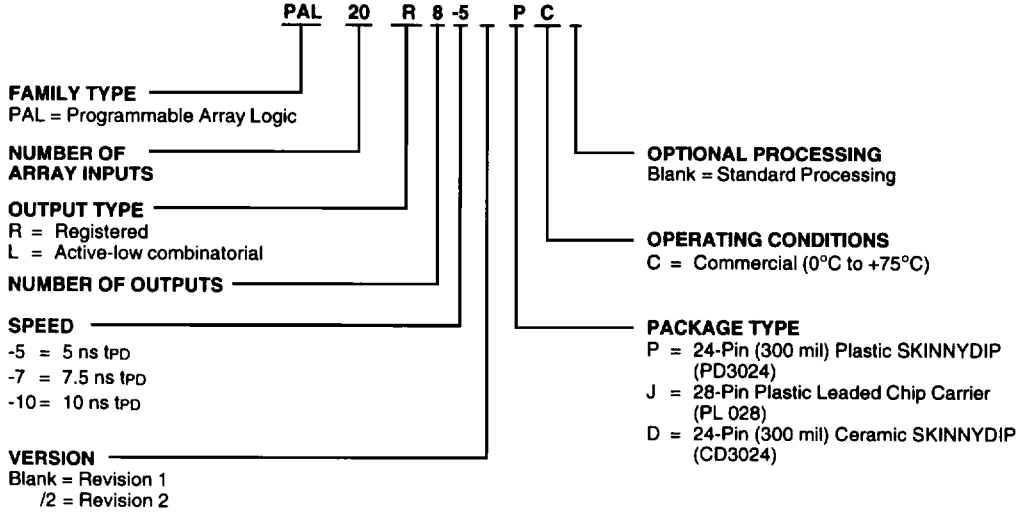 PAL 20 R 8 -5 P C
FAMILY TYPE
PAL = Programmable Array Logic
NUMBER OF
ARRAY INPUTS
OUTPUT TYPE
R = Registered
L = Active-low combinatorial
NUMBER OF OUTPUTS
SPEED
-5 = 5 ns tPD
-7 = 7.5 ns tPD
-10 = 10 ns tPD
VERSION
Blank = Revision 1
/2 = Revision 2
OPTIONAL PROCESSING
Blank = Standard Processing
OPERATING CONDITIONS
C = Commercial (0°C to +75°C)
PACKAGE TYPE
P = 24-Pin (300 mil) Plastic SKINNYDIP
(PD3024)
J = 28-Pin Plastic Leaded Chip Carrier
(PL 028)
D = 24-Pin (300 mil) Ceramic SKINNYDIP
(CD3024)